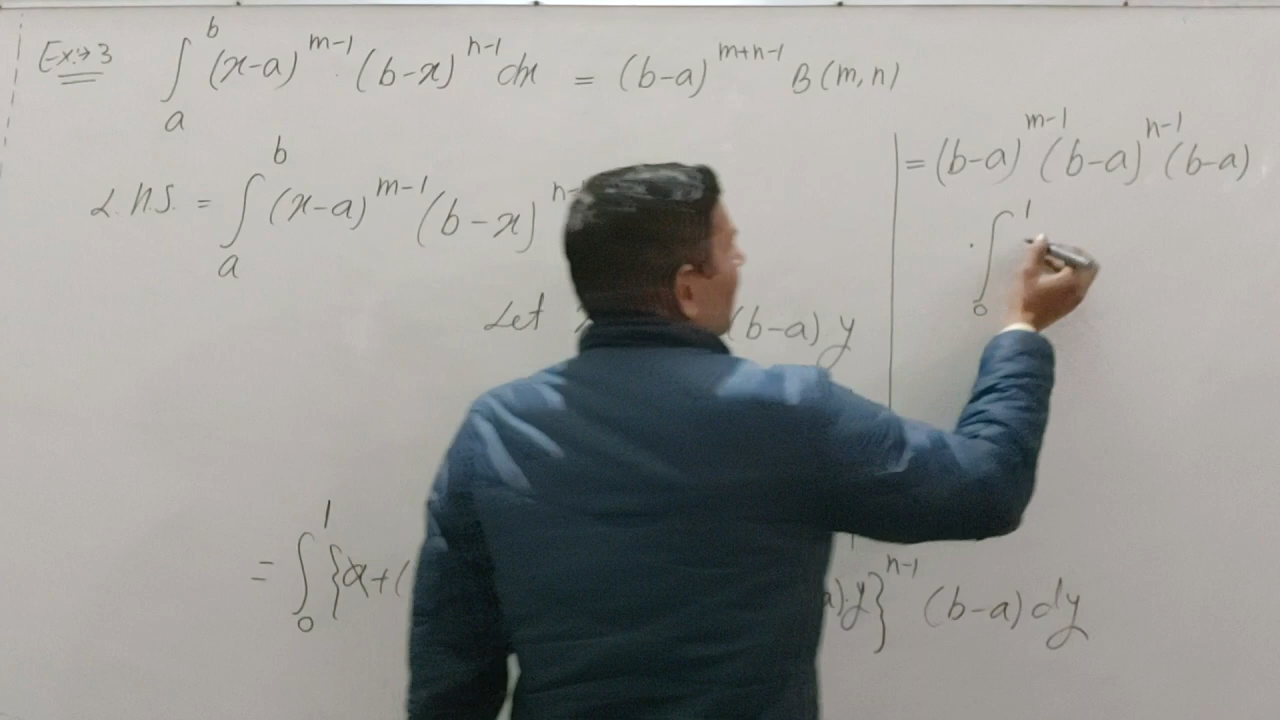 Ex:→ 3 ∫_a^b (x-a)^{m-1} (b-x)^{n-1} dx = (b-a)^{m+n-1} B(m,n)
L.H.S. = ∫_a^b (x-a)^{m-1} (b-x)^{n-
Let (b-a) y
= ∫_0^1 {a+( a).y}^{n-1} (b-a) dy
= (b-a)^{m-1} (b-a)^{n-1} (b-a)
. ∫_0^1